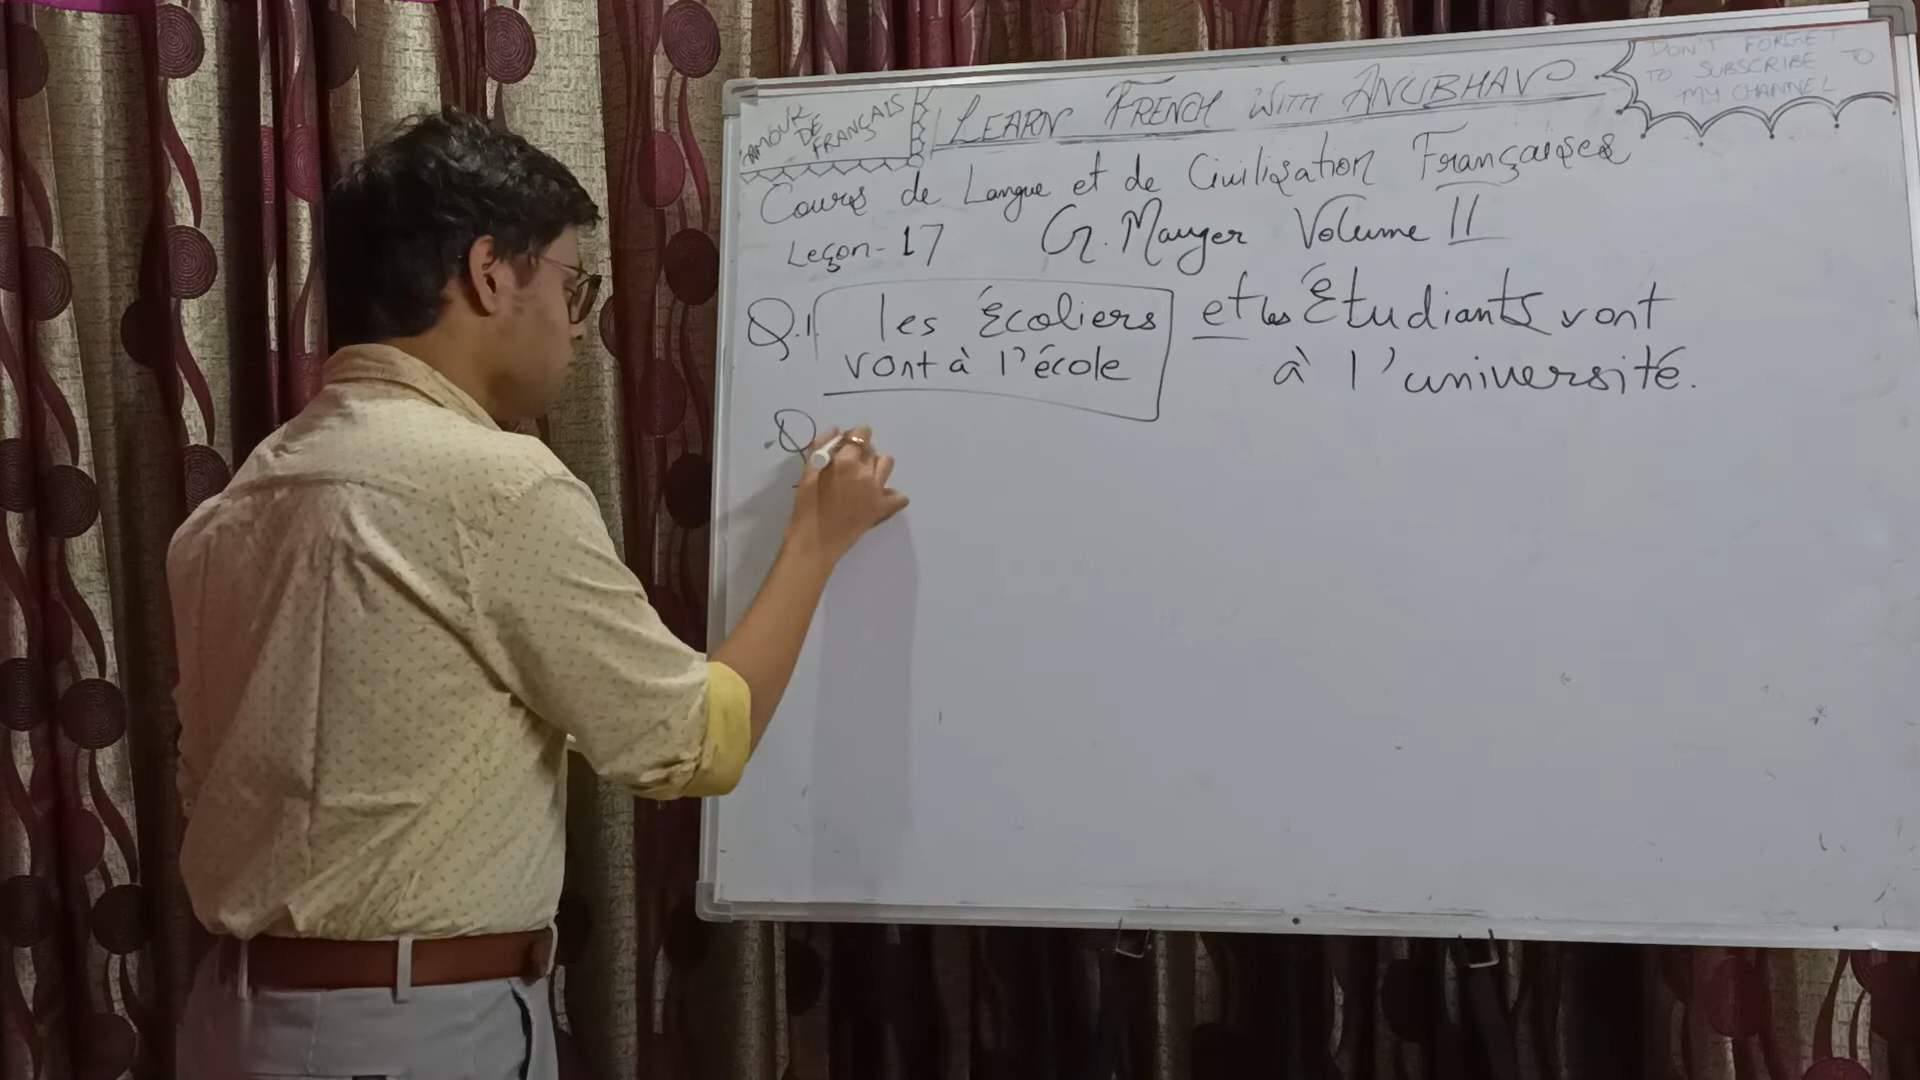 AMOUR
DE
FRANÇAIS
LEARN FRENCH WITH ANUBHAV
DON'T FORGET
TO SUBSCRIBE TO
MY CHANNEL
Cours de Langue et de Civilisation Françaises
Leçon-17 G. Mauger Volume II
Q.1 les Écoliers et les Étudiants vont
vont à l'école à l'université.
Q